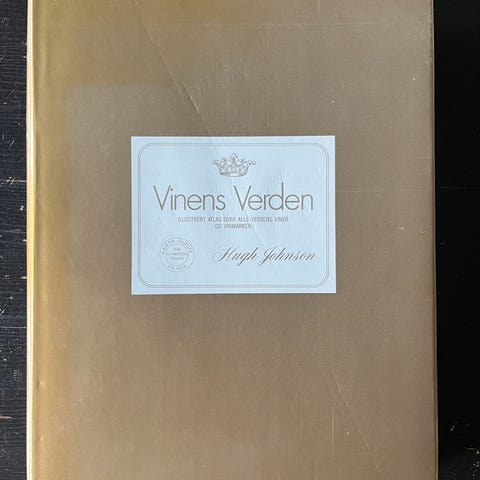 Vinens Verden
ILLUSTRERT ATLAS OVER ALLE VERDENS VINER
OG VINMARKER
Hugh Johnson